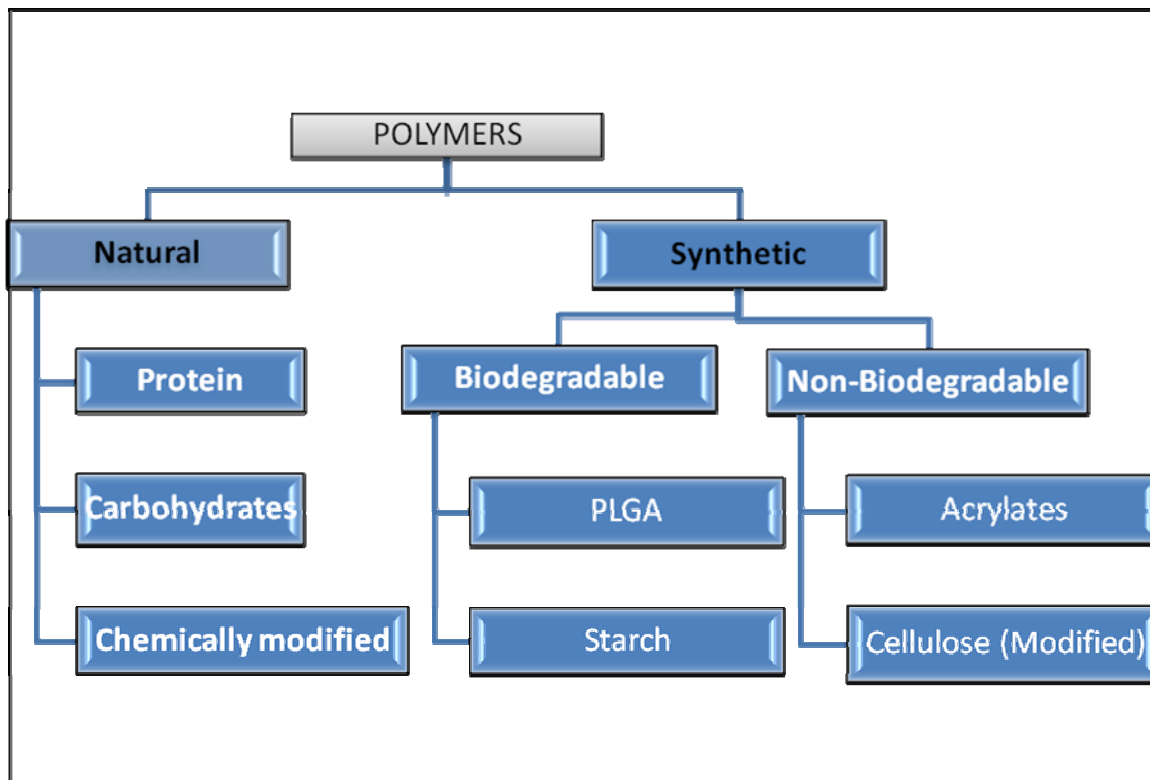 POLYMERS
Natural
Synthetic
Protein
Biodegradable
Non-Biodegradable
Carbohydrates
PLGA
Acrylates
Chemically modified
Starch
Cellulose (Modified)